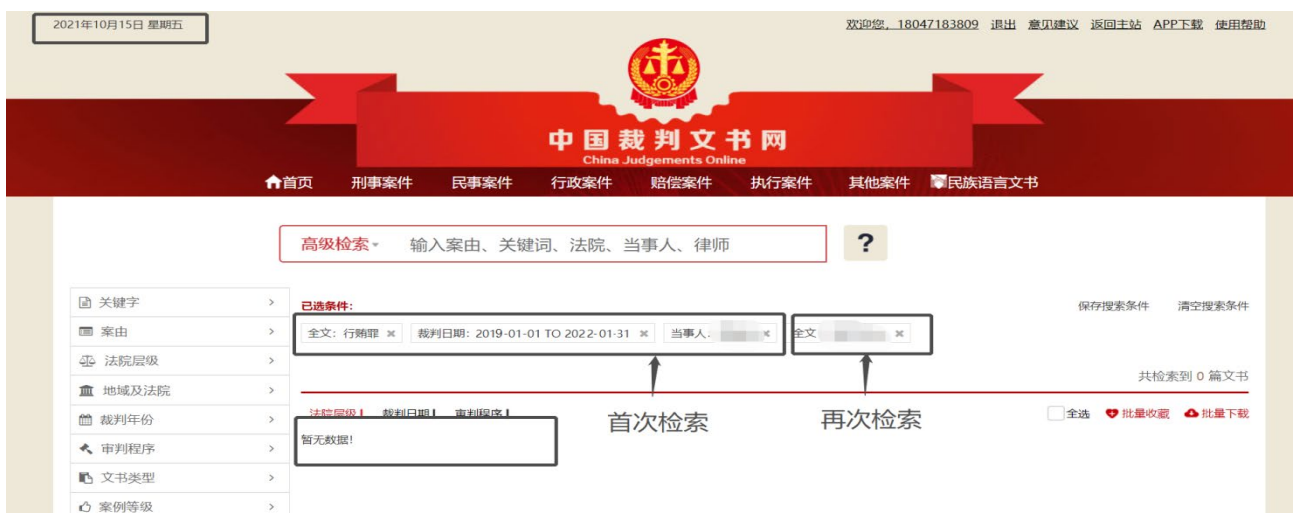 2021年10月15日 星期五
欢迎您，18047183809 退出 意见建议 返回主站 APP下载 使用帮助
中国裁判文书网
China Judgements Online
首页 刑事案件 民事案件 行政案件 赔偿案件 执行案件 其他案件 民族语言文书
高级检索 输入案由、关键词、法院、当事人、律师 ?
关键字
案由
法院层级
地域及法院
裁判年份
审判程序
文书类型
案例等级
已选条件：
保存搜索条件 清空搜索条件
全文：行贿罪 × 裁判日期：2019-01-01 TO 2022-01-31 × 当事人： × 全文 ×
共检索到 0 篇文书
法院层级 裁判日期 审判程序
首次检索 再次检索
全选 批量收藏 批量下载
暂无数据！